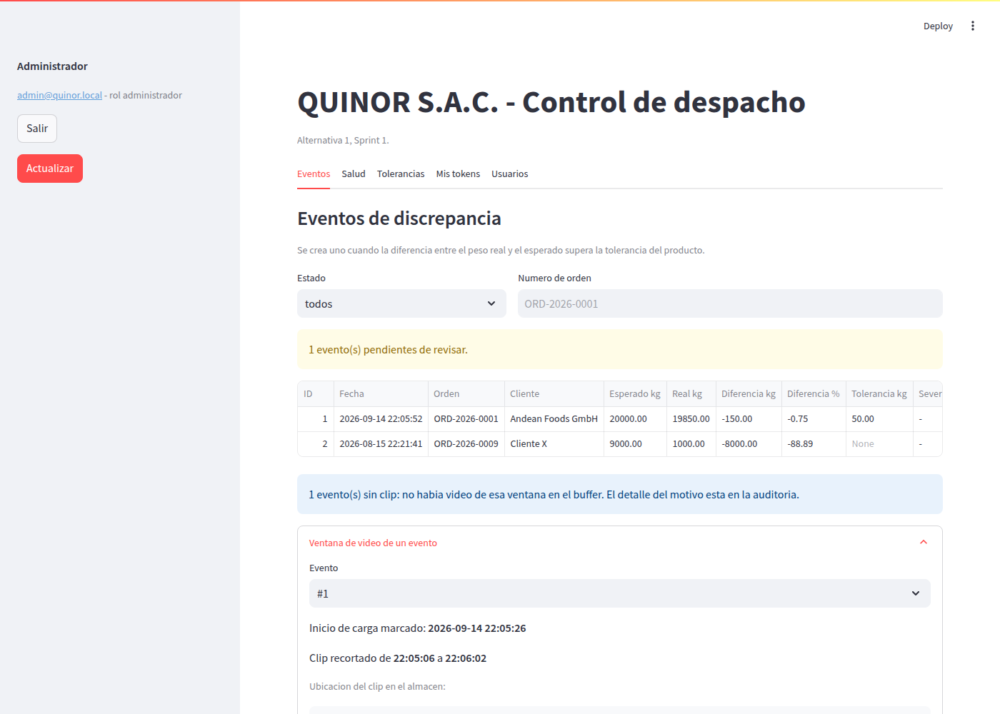 Deploy
Administrador
admin@quinor.local - rol administrador
Salir
Actualizar
QUINOR S.A.C. - Control de despacho
Alternativa 1, Sprint 1.
Eventos Salud Tolerancias Mis tokens Usuarios
Eventos de discrepancia
Se crea uno cuando la diferencia entre el peso real y el esperado supera la tolerancia del producto.
Estado Numero de orden
todos ORD-2026-0001
1 evento(s) pendientes de revisar.
ID Fecha Orden Cliente Esperado kg Real kg Diferencia kg Diferencia % Tolerancia kg Sever
1 2026-09-14 22:05:52 ORD-2026-0001 Andean Foods GmbH 20000.00 19850.00 -150.00 -0.75 50.00 -
2 2026-08-15 22:21:41 ORD-2026-0009 Cliente X 9000.00 1000.00 -8000.00 -88.89 None -
1 evento(s) sin clip: no habia video de esa ventana en el buffer. El detalle del motivo esta en la auditoria.
Ventana de video de un evento
Evento
#1
Inicio de carga marcado: 2026-09-14 22:05:26
Clip recortado de 22:05:06 a 22:06:02
Ubicacion del clip en el almacen: